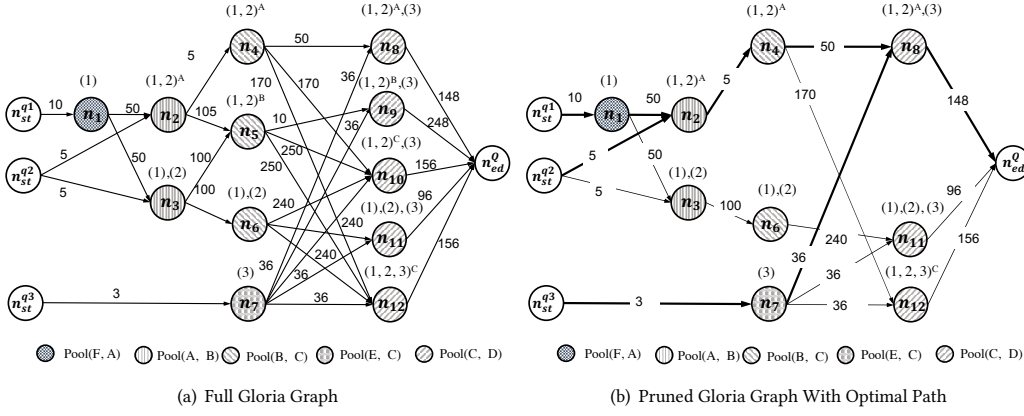 (1, 2)ᴬ
(1, 2)ᴬ,(3)
n₄
50
n₈
5
170
170
36
148
(1)
(1, 2)ᴬ
(1, 2)ᴮ
(1, 2)ᴮ,(3)
n_st^q1
10
n₁
50
n₂
105
n₅
10
36
n₉
248
250
(1, 2)ᶜ,(3)
5
50
100
250
n₁₀
156
n_ed^Q
n_st^q2
(1),(2)
(1),(2)
5
n₃
100
n₆
240
96
(1),(2), (3)
240
n₁₁
156
240
(3)
36
36
(1, 2, 3)ᶜ
n_st^q3
3
n₇
36
n₁₂
Pool(F, A)
Pool(A, B)
Pool(B, C)
Pool(E, C)
Pool(C, D)
(a) Full Gloria Graph
(1, 2)ᴬ
(1, 2)ᴬ,(3)
n₄
50
n₈
5
170
148
(1)
(1, 2)ᴬ
n_st^q1
10
n₁
50
n₂
5
50
n_st^q2
n_ed^Q
(1),(2)
(1),(2)
5
n₃
100
n₆
240
96
(1),(2), (3)
n₁₁
156
36
(3)
36
(1, 2, 3)ᶜ
n_st^q3
3
n₇
36
n₁₂
Pool(F, A)
Pool(A, B)
Pool(B, C)
Pool(E, C)
Pool(C, D)
(b) Pruned Gloria Graph With Optimal Path